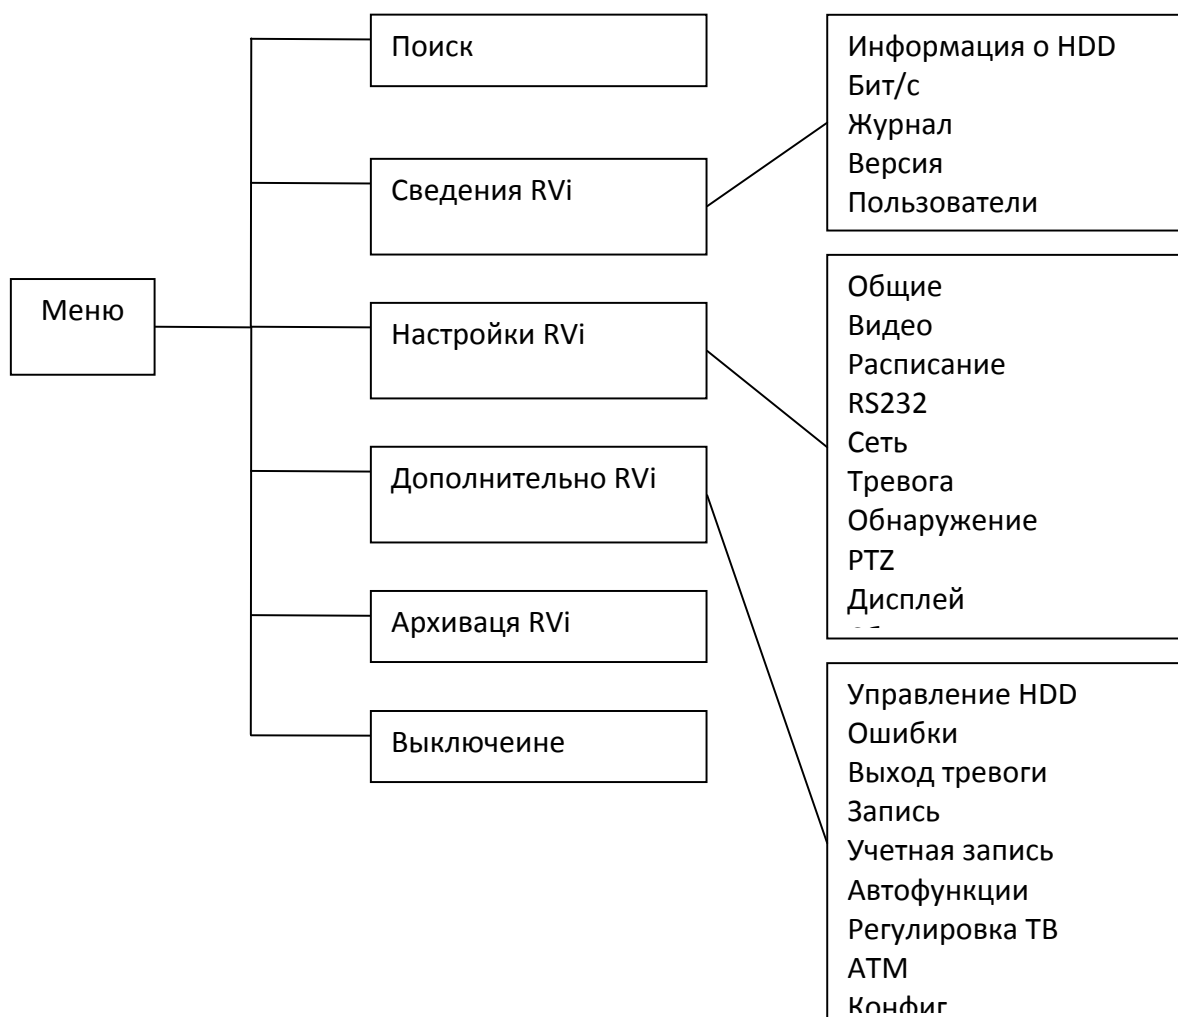 Меню
Поиск
Сведения RVi
Настройки RVi
Дополнительно RVi
Архиваця RVi
Выключеине
Информация о HDD
Бит/с
Журнал
Версия
Пользователи
Общие
Видео
Расписание
RS232
Сеть
Тревога
Обнаружение
PTZ
Дисплей
Управление HDD
Ошибки
Выход тревоги
Запись
Учетная запись
Автофункции
Регулировка ТВ
ATM
Конфиг